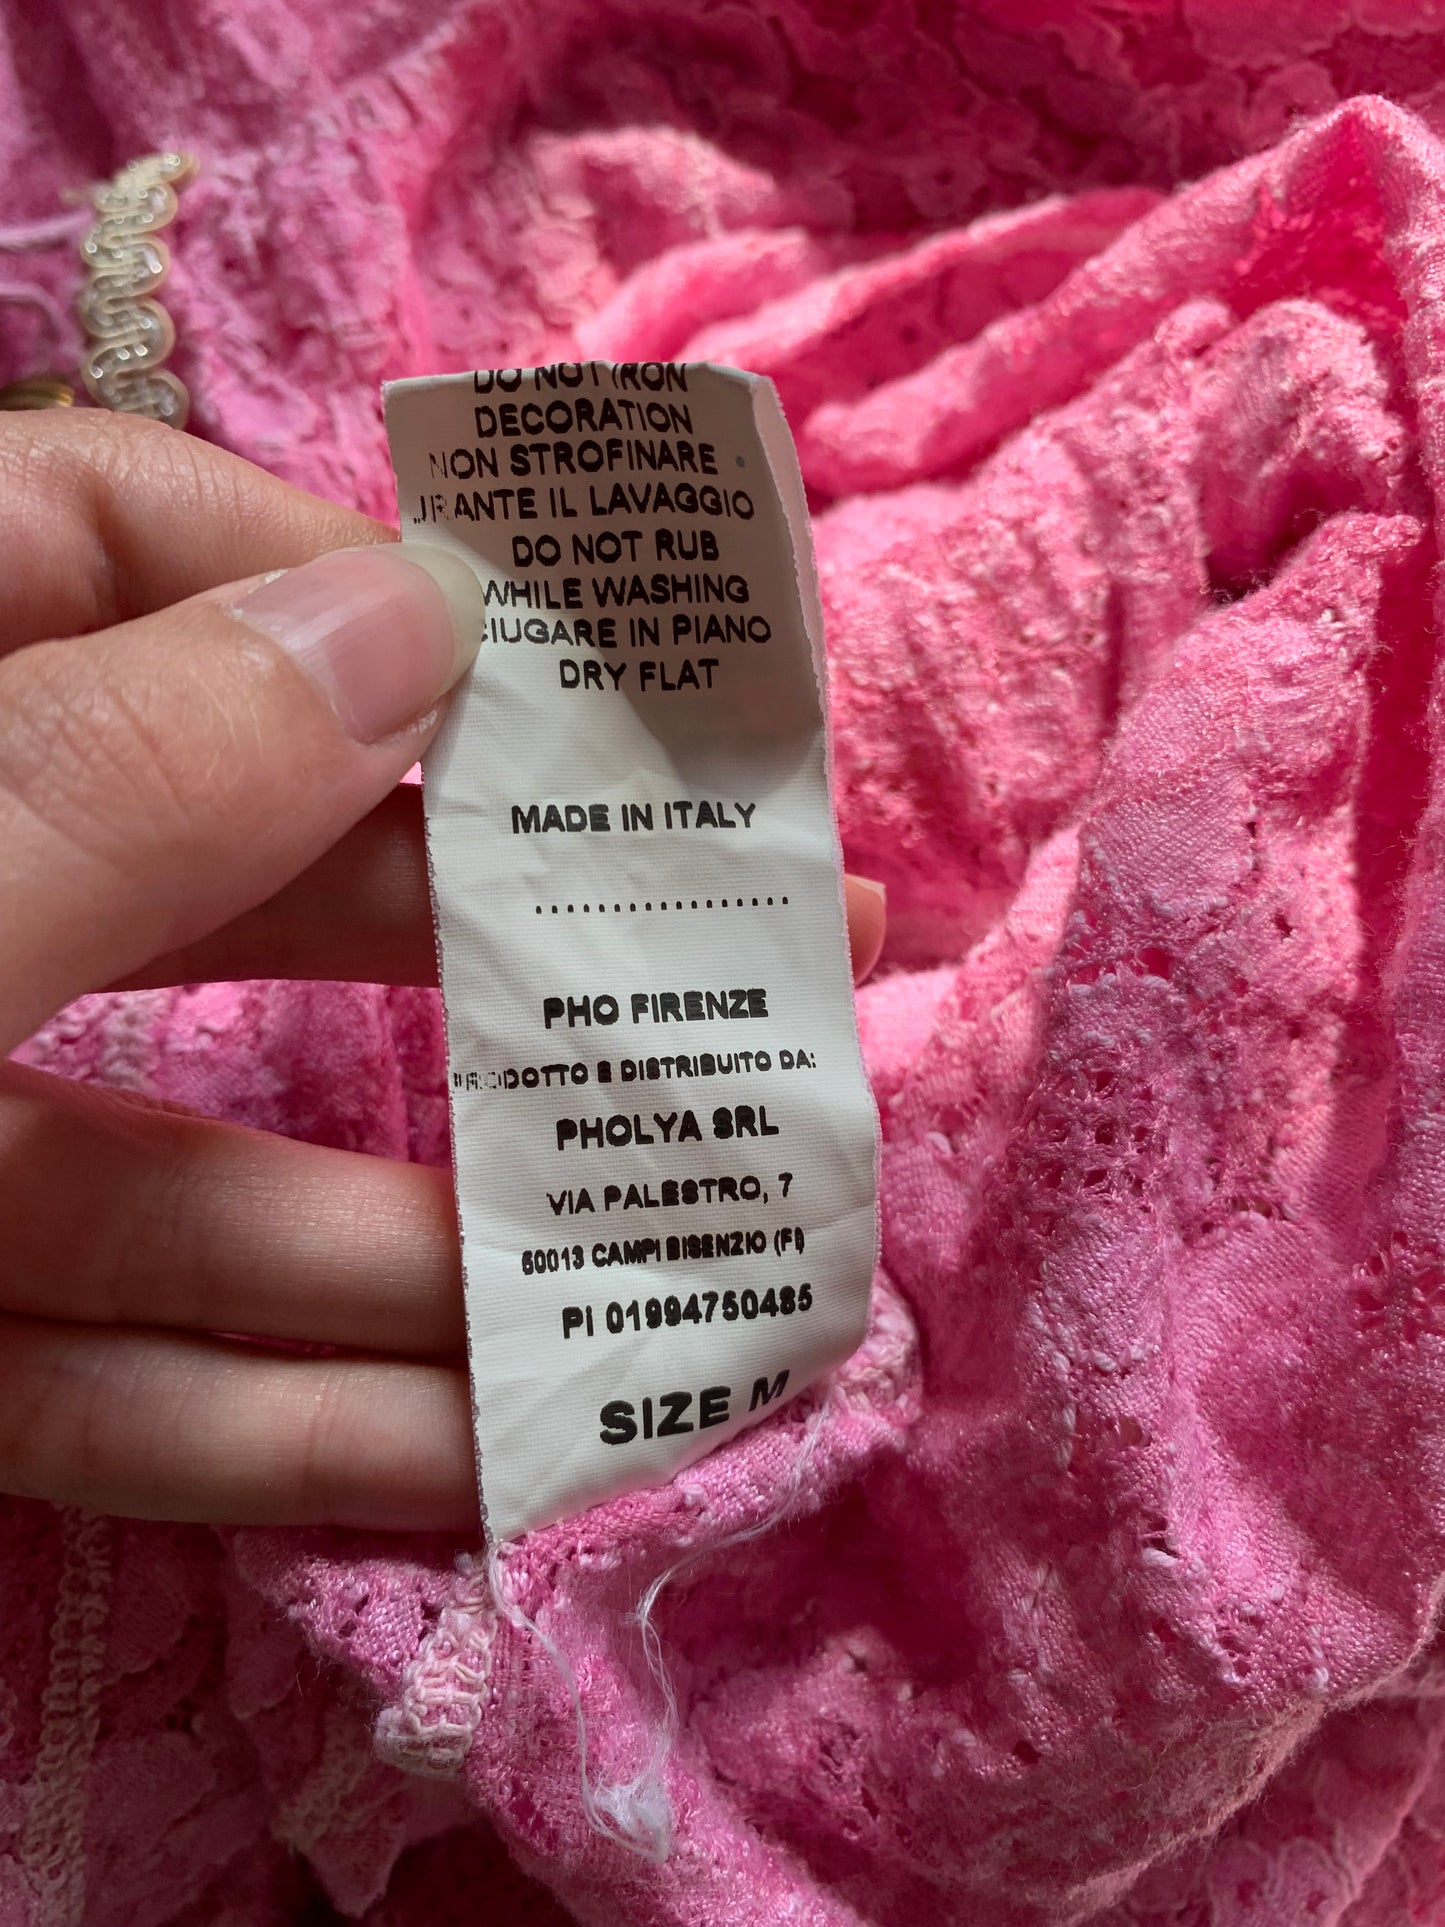 DO NOT IRON
DECORATION
NON STROFINARE
DURANTE IL LAVAGGIO
DO NOT RUB
WHILE WASHING
CIUGARE IN PIANO
DRY FLAT
MADE IN ITALY
.................
PHO FIRENZE
PRODOTTO E DISTRIBUITO DA:
PHOLYA SRL
VIA PALESTRO, 7
50013 CAMPI BISENZIO (FI)
PI 01994750485
SIZE M